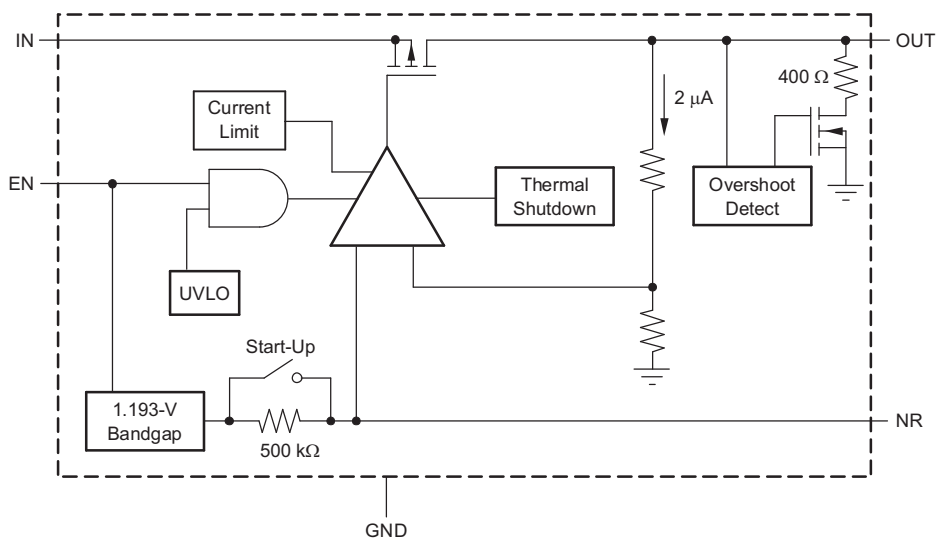 IN
OUT
400 Ω
2 μA
Current
Limit
EN
Thermal
Shutdown
Overshoot
Detect
UVLO
Start-Up
1.193-V
Bandgap
500 kΩ
NR
GND